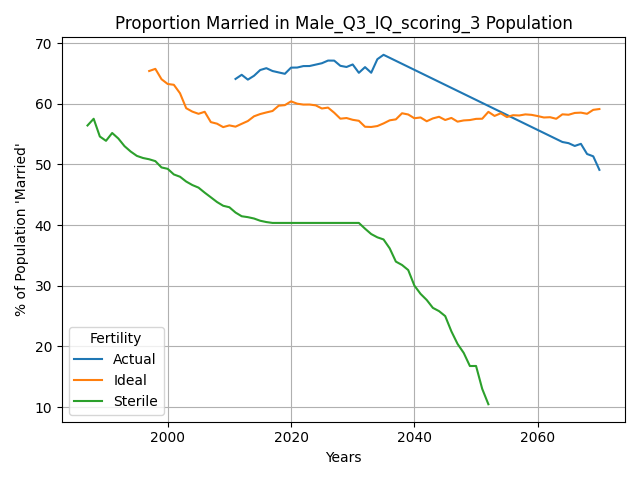 Proportion Married in Male_Q3_IQ_scoring_3 Population
70
60
50
40
30
20
10
% of Population 'Married'
Fertility
Actual
Ideal
Sterile
2000
2020
2040
2060
Years